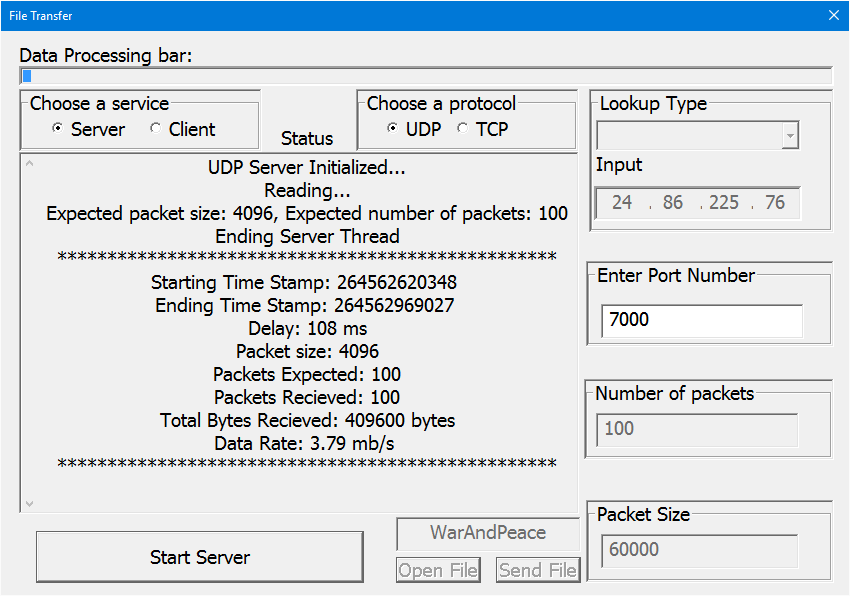 File Transfer
Data Processing bar:
Choose a service
Server Client
Status
Choose a protocol
UDP TCP
Lookup Type
Input
24 . 86 . 225 . 76
UDP Server Initialized...
Reading...
Expected packet size: 4096, Expected number of packets: 100
Ending Server Thread
**************************************************
Starting Time Stamp: 264562620348
Ending Time Stamp: 264562969027
Delay: 108 ms
Packet size: 4096
Packets Expected: 100
Packets Recieved: 100
Total Bytes Recieved: 409600 bytes
Data Rate: 3.79 mb/s
**************************************************
Enter Port Number
7000
Number of packets
100
Packet Size
60000
Start Server
WarAndPeace
Open File Send File